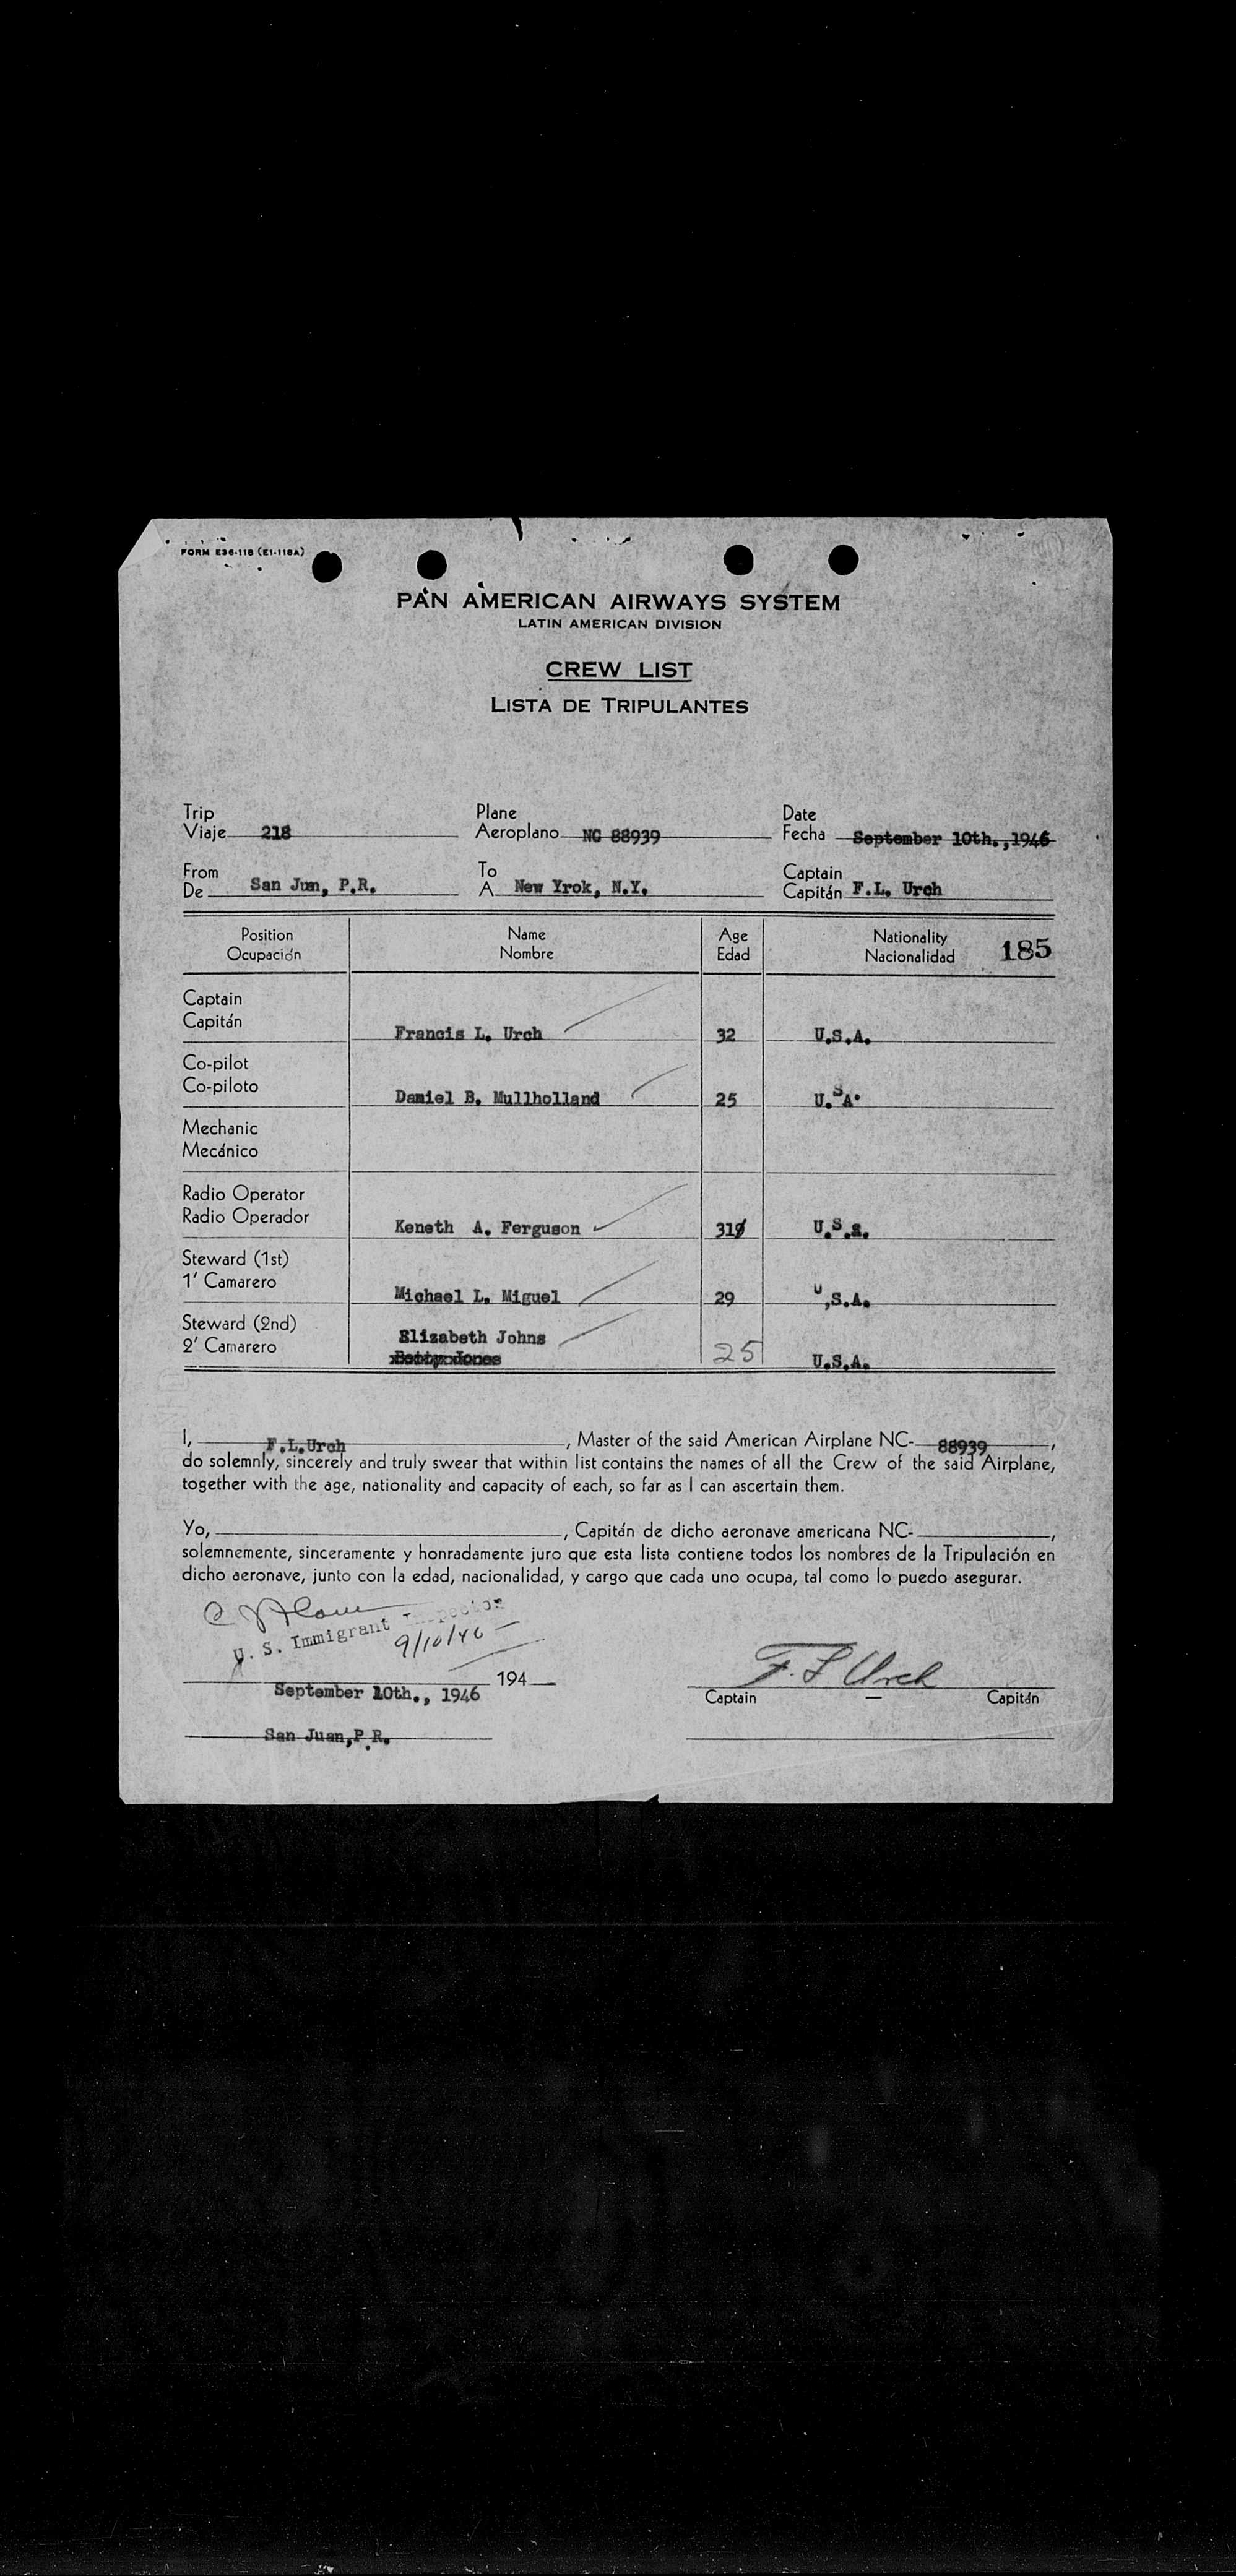 FORM E36-118 (E1-118A)
PAN AMERICAN AIRWAYS SYSTEM
LATIN AMERICAN DIVISION
CREW LIST
LISTA DE TRIPULANTES
Trip Plane Date
Viaje 218 Aeroplano NC 88939 Fecha September 10th.,1946
From To Captain
De San Jun, P.R. A New Yrok, N.Y. Capitán F.L. Urch
Position Name Age Nationality
Ocupación Nombre Edad Nacionalidad 185
Captain
Capitán Francis L. Urch 32 U.S.A.
Co-pilot
Co-piloto Daniel B. Mullholland 25 U.SA.
Mechanic
Mecánico
Radio Operator
Radio Operador Keneth A. Ferguson 31 U.S.a.
Steward (1st)
1' Camarero Michael L. Miguel 29 U,S.A.
Steward (2nd) Elizabeth Johns
2' Camarero Betty Jones 25 U.S.A.
I, F.L.Urch, Master of the said American Airplane NC- 88939,
do solemnly, sincerely and truly swear that within list contains the names of all the Crew of the said Airplane,
together with the age, nationality and capacity of each, so far as I can ascertain them.
Yo, , Capitán de dicho aeronave americana NC- ,
solemnemente, sinceramente y honradamente juro que esta lista contiene todos los nombres de la Tripulación en
dicho aeronave, junto con la edad, nacionalidad, y cargo que cada uno ocupa, tal como lo puedo asegurar.
U. S. Immigrant Inspector
9/10/46
194
September 10th., 1946
F. L Urch
Captain — Capitán
San Juan,P.R.